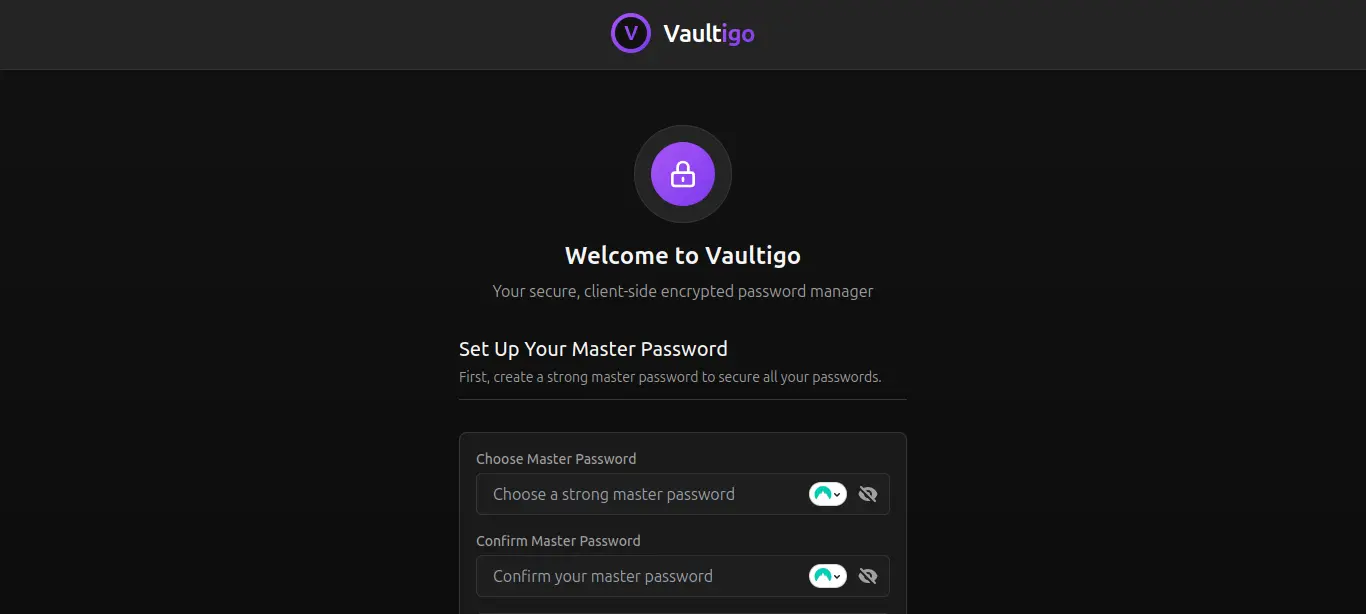 V Vaultigo
Welcome to Vaultigo
Your secure, client-side encrypted password manager
Set Up Your Master Password
First, create a strong master password to secure all your passwords.
Choose Master Password
Choose a strong master password
Confirm Master Password
Confirm your master password